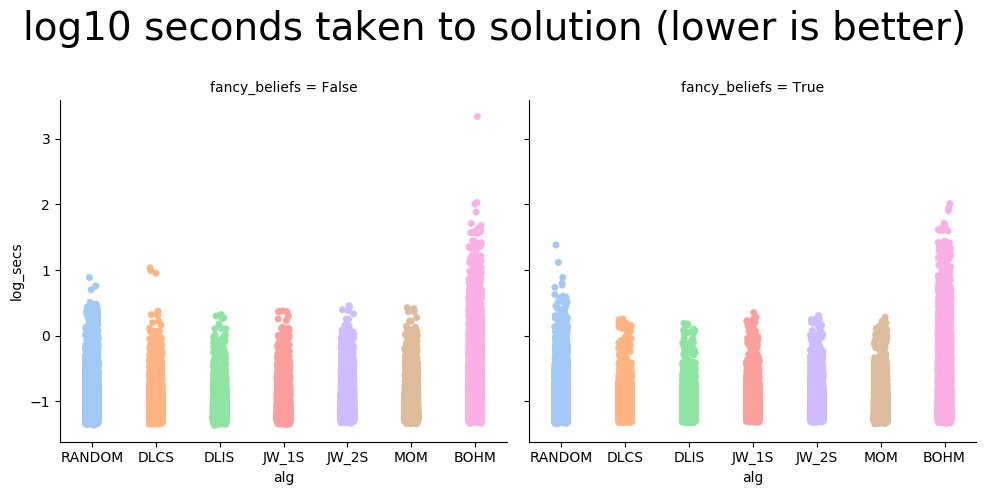 log10 seconds taken to solution (lower is better)
fancy_beliefs = False
fancy_beliefs = True
log_secs
3
2
1
0
−1
RANDOM DLCS DLIS JW_1S JW_2S MOM BOHM
RANDOM DLCS DLIS JW_1S JW_2S MOM BOHM
alg
alg